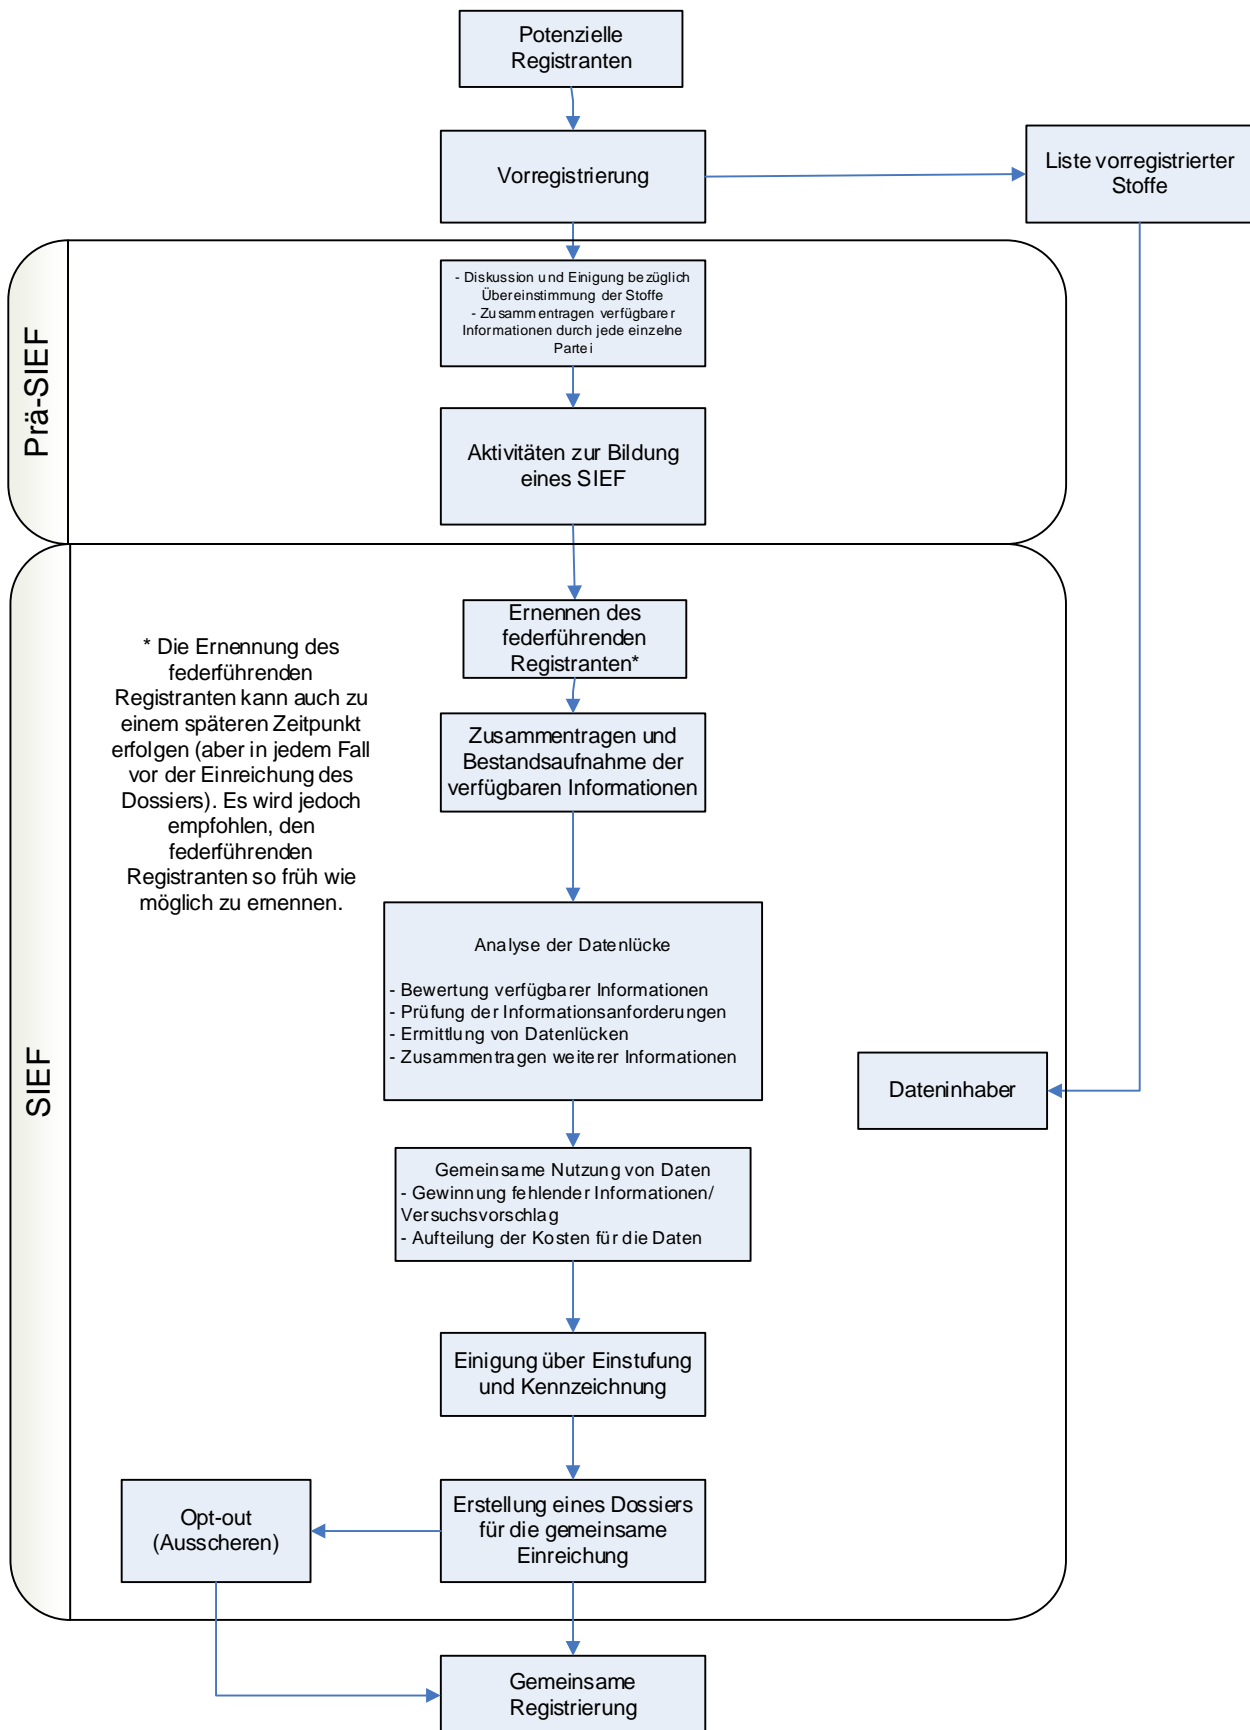 Potenzielle
Registranten
Vorregistrierung
Liste vorregistrierter
Stoffe
Prä-SIEF
- Diskussion und Einigung bezüglich
Übereinstimmung der Stoffe
- Zusammentragen verfügbarer
Informationen durch jede einzelne
Partei
Aktivitäten zur Bildung
eines SIEF
SIEF
Ernennen des
federführenden
Registranten*
* Die Ernennung des
federführenden
Registranten kann auch zu
einem späteren Zeitpunkt
erfolgen (aber in jedem Fall
vor der Einreichung des
Dossiers). Es wird jedoch
empfohlen, den
federführenden
Registranten so früh wie
möglich zu ernennen.
Zusammentragen und
Bestandsaufnahme der
verfügbaren Informationen
Analyse der Datenlücke
- Bewertung verfügbarer Informationen
- Prüfung der Informationsanforderungen
- Ermittlung von Datenlücken
- Zusammentragen weiterer Informationen
Dateninhaber
Gemeinsame Nutzung von Daten
- Gewinnung fehlender Informationen/
Versuchsvorschlag
- Aufteilung der Kosten für die Daten
Einigung über Einstufung
und Kennzeichnung
Opt-out
(Ausscheren)
Erstellung eines Dossiers
für die gemeinsame
Einreichung
Gemeinsame
Registrierung